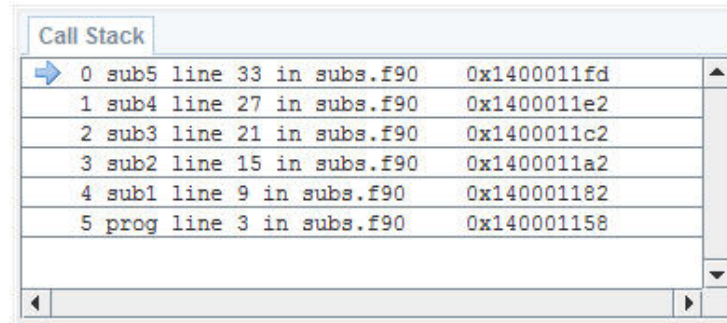 Call Stack
0 sub5 line 33 in subs.f90 0x1400011fd
1 sub4 line 27 in subs.f90 0x1400011e2
2 sub3 line 21 in subs.f90 0x1400011c2
3 sub2 line 15 in subs.f90 0x1400011a2
4 sub1 line 9 in subs.f90 0x140001182
5 prog line 3 in subs.f90 0x140001158